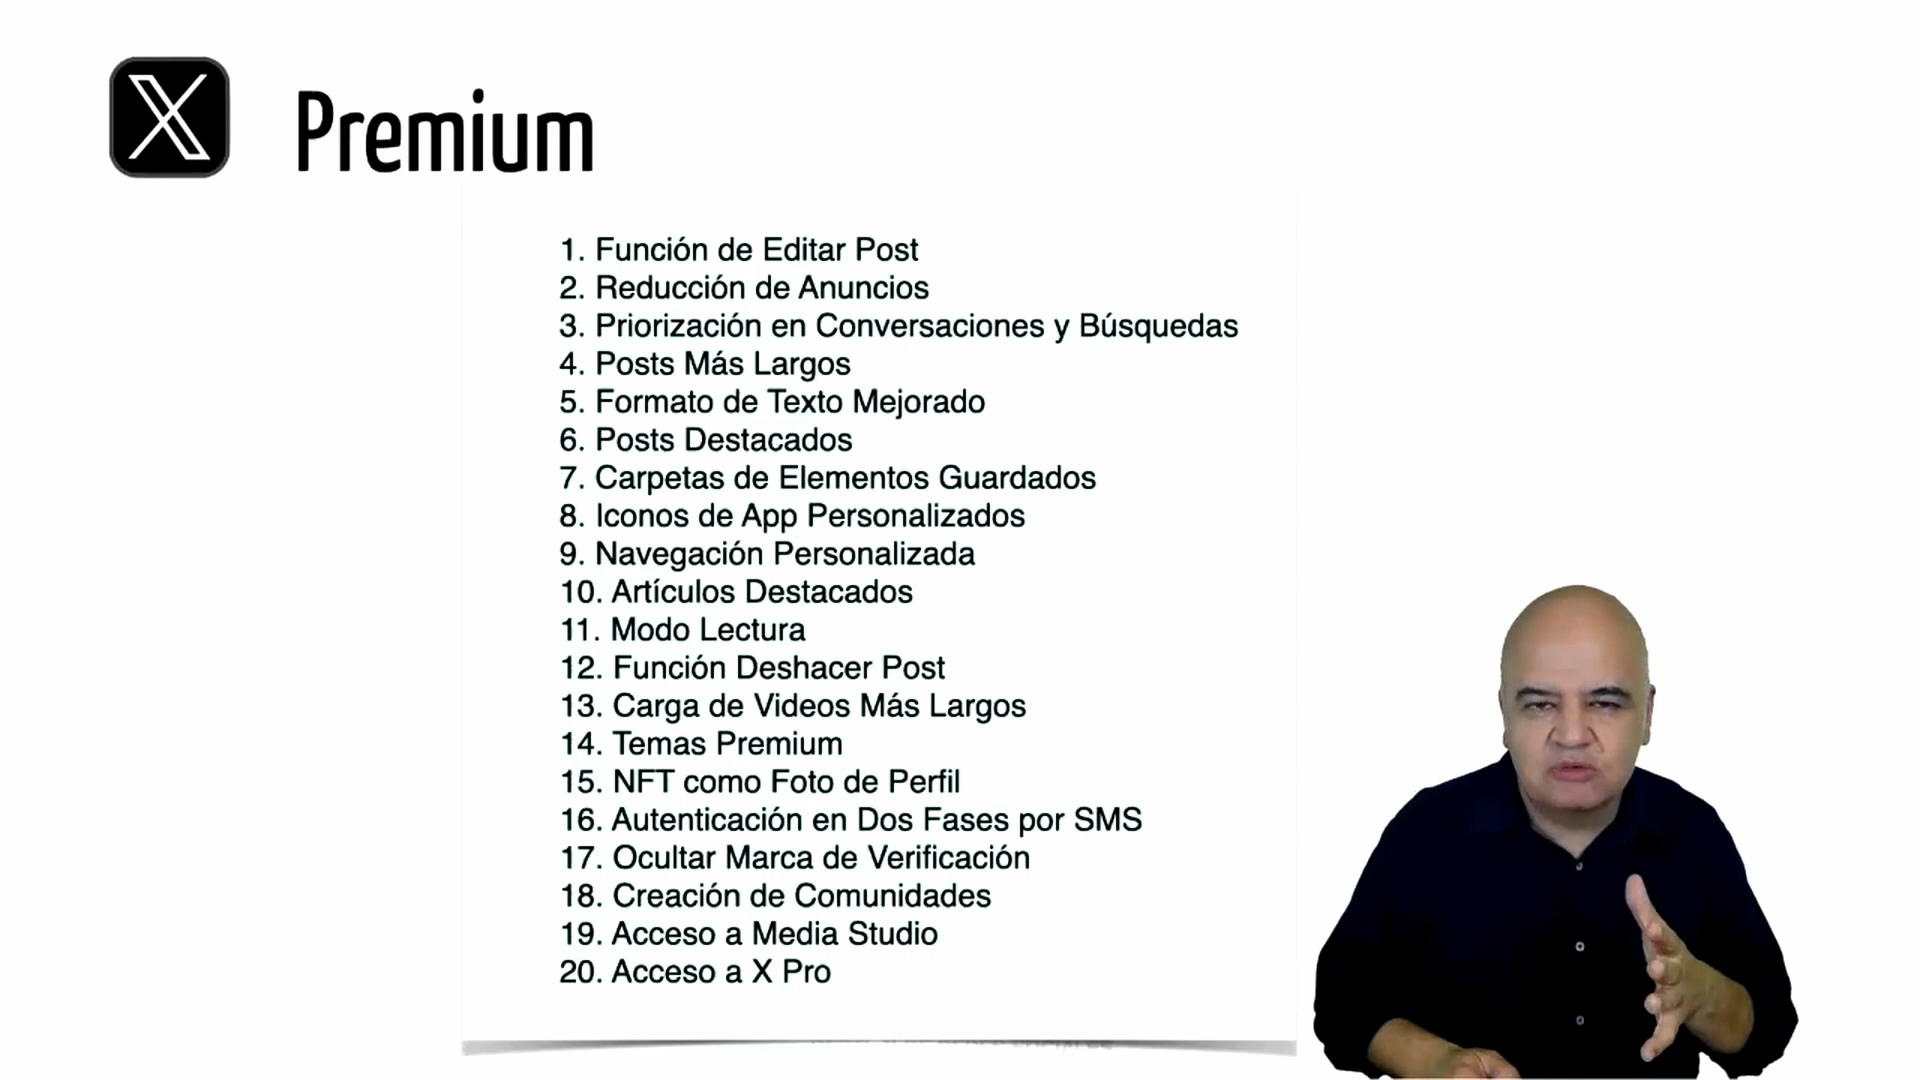 X
Premium
1. Función de Editar Post
2. Reducción de Anuncios
3. Priorización en Conversaciones y Búsquedas
4. Posts Más Largos
5. Formato de Texto Mejorado
6. Posts Destacados
7. Carpetas de Elementos Guardados
8. Iconos de App Personalizados
9. Navegación Personalizada
10. Artículos Destacados
11. Modo Lectura
12. Función Deshacer Post
13. Carga de Videos Más Largos
14. Temas Premium
15. NFT como Foto de Perfil
16. Autenticación en Dos Fases por SMS
17. Ocultar Marca de Verificación
18. Creación de Comunidades
19. Acceso a Media Studio
20. Acceso a X Pro